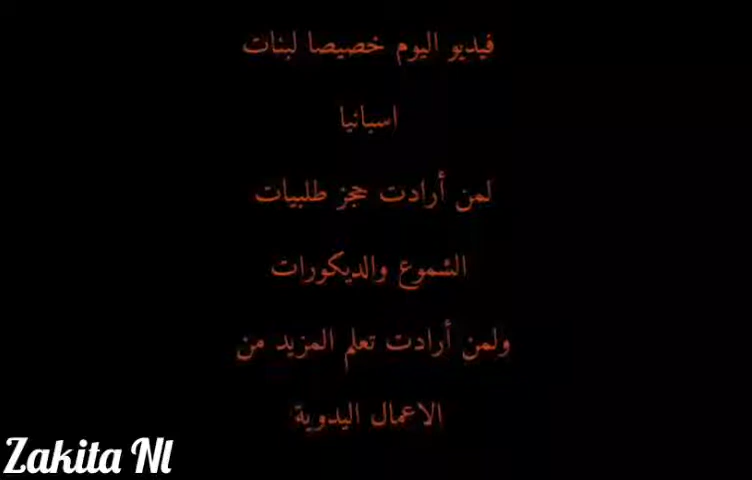 فيديو اليوم خصيصا لبنات
اسبانيا
لمن أرادت حجز طلبيات
الشموع والديكورات
ولمن أرادت تعلم المزيد من
الاعمال اليدوية
Zakita Nl